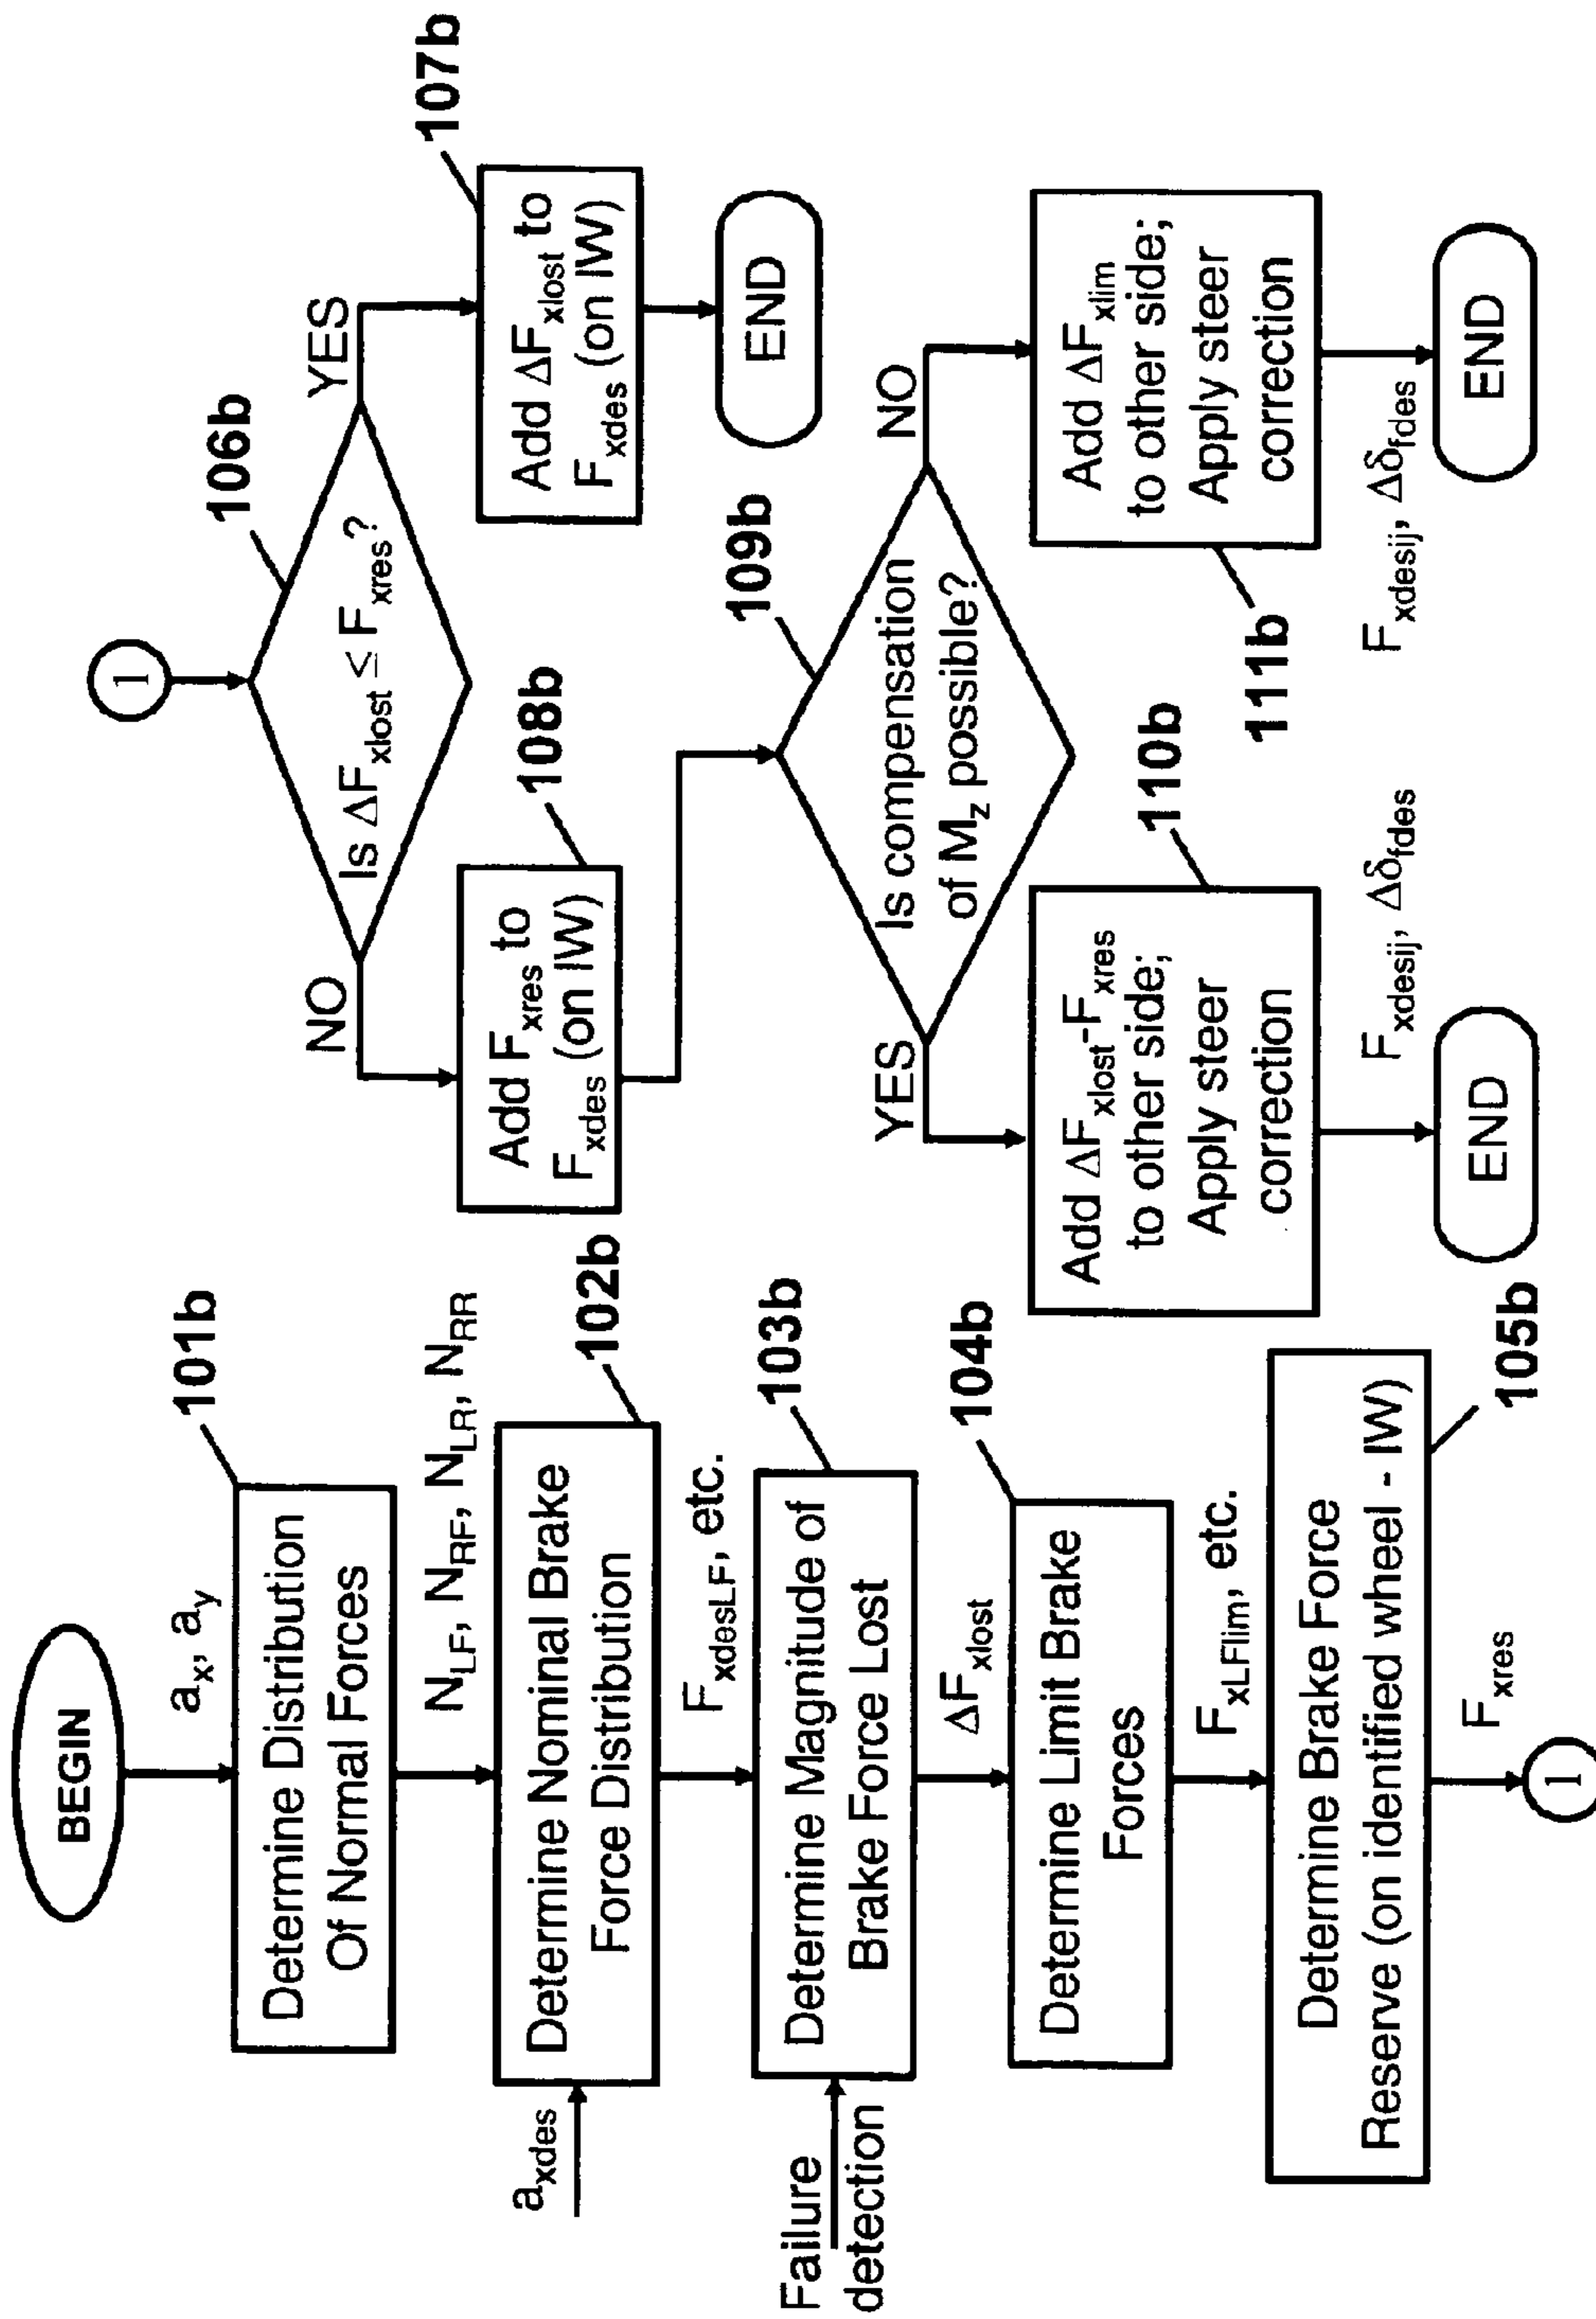 BEGIN
aₓ, a_y
101b
Determine Distribution
Of Normal Forces
N_LF, N_RF, N_LR, N_RR
a_xdes
102b
Determine Nominal Brake
Force Distribution
F_xdesLF, etc.
Failure
detection
103b
Determine Magnitude of
Brake Force Lost
ΔF_xlost
104b
Determine Limit Brake
Forces
F_xLFlim, etc.
105b
Determine Brake Force
Reserve (on identified wheel - IW)
F_xres
1
1
106b
Is ΔF_xlost ≤ F_xres?
YES
107b
Add ΔF_xlost to
F_xdes (on IW)
END
NO
108b
Add F_xres to
F_xdes (on IW)
109b
Is compensation
of M_z possible?
YES
110b
Add ΔF_xlost-F_xres
to other side;
Apply steer
correction
F_xdesij, Δδ_fdes
END
NO
111b
Add ΔF_xlim
to other side;
Apply steer
correction
F_xdesij, Δδ_fdes
END